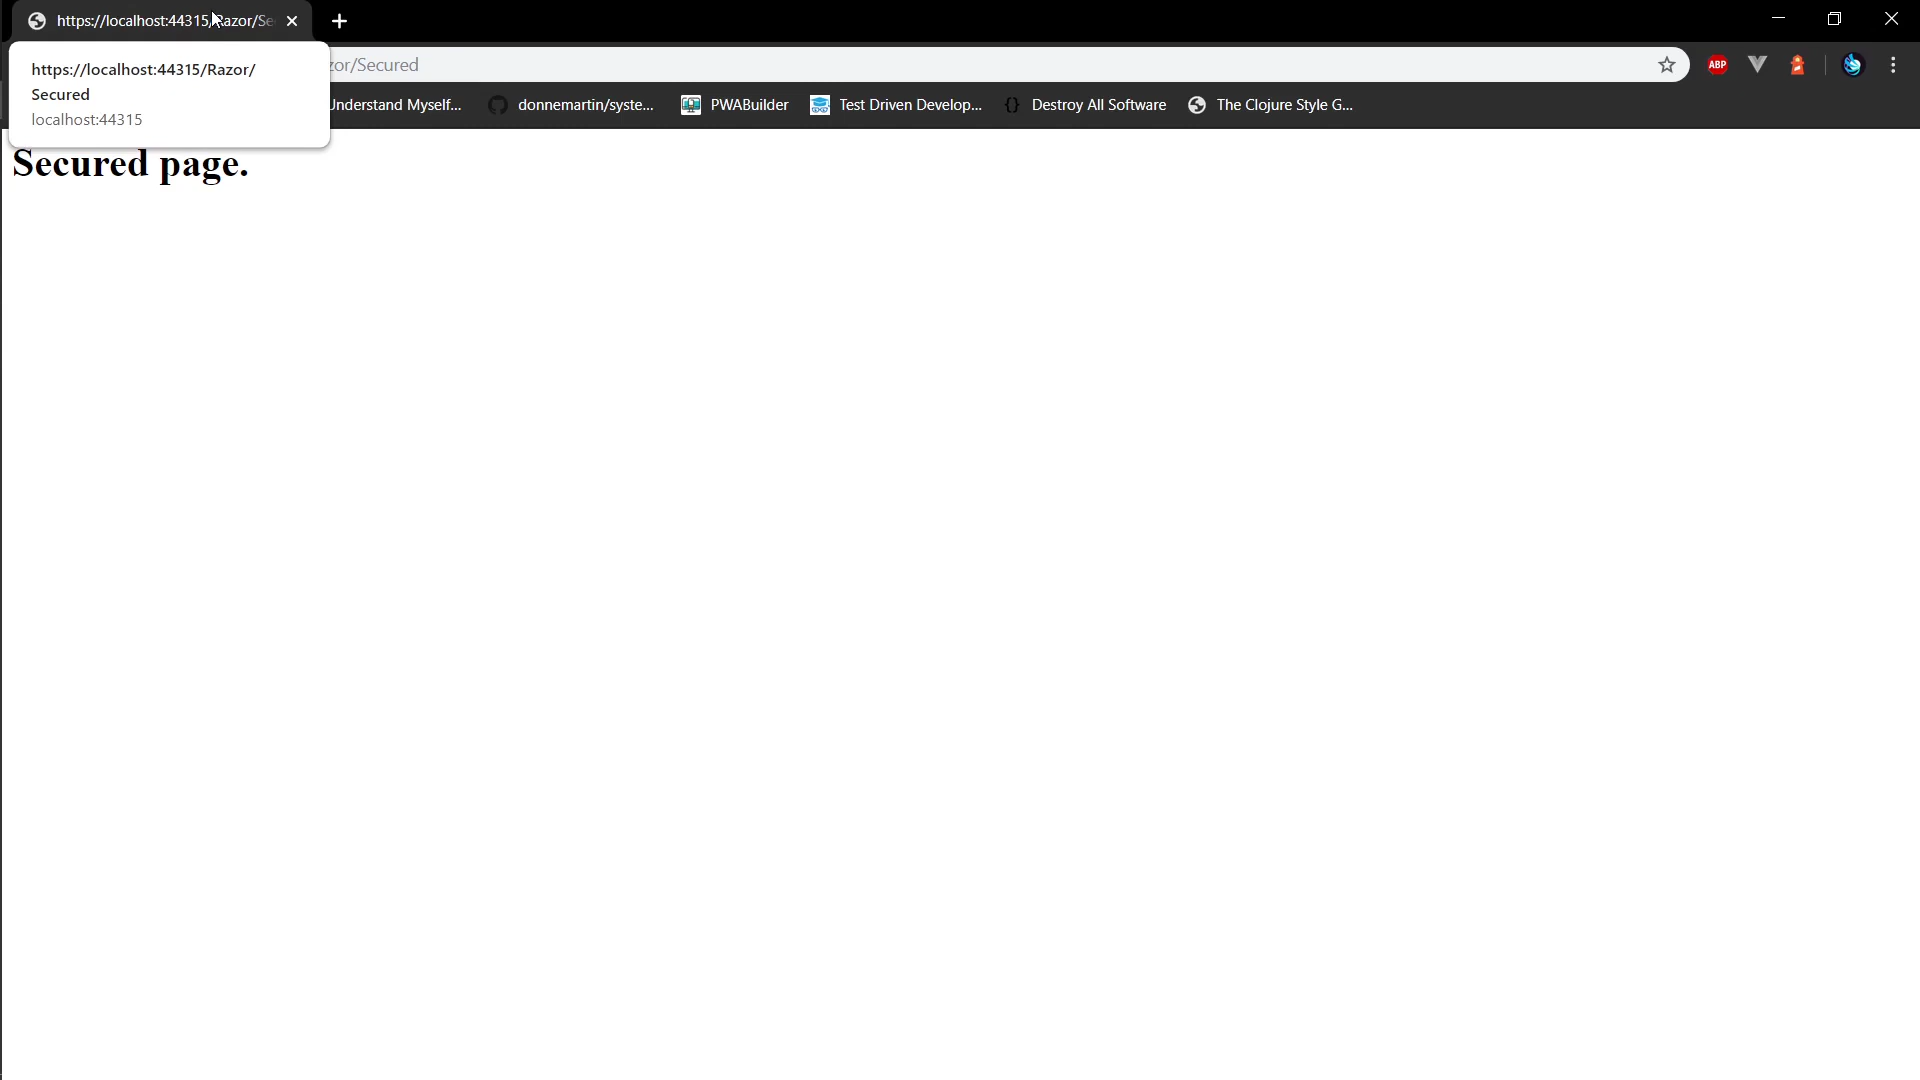 https://localhost:44315/Razor/Se
https://localhost:44315/Razor/
Secured
localhost:44315
zor/Secured
ABP
Understand Myself...
donnemartin/syste...
PWABuilder
Test Driven Develop...
{} Destroy All Software
The Clojure Style G...
Secured page.